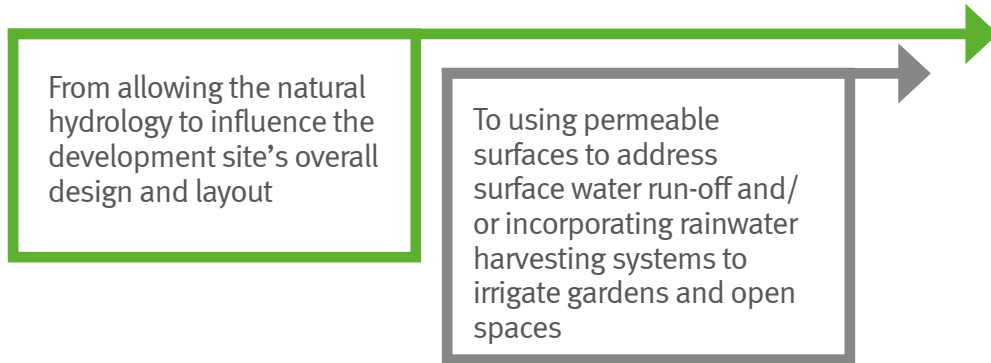 From allowing the natural
hydrology to influence the
development site’s overall
design and layout
To using permeable
surfaces to address
surface water run-off and/
or incorporating rainwater
harvesting systems to
irrigate gardens and open
spaces